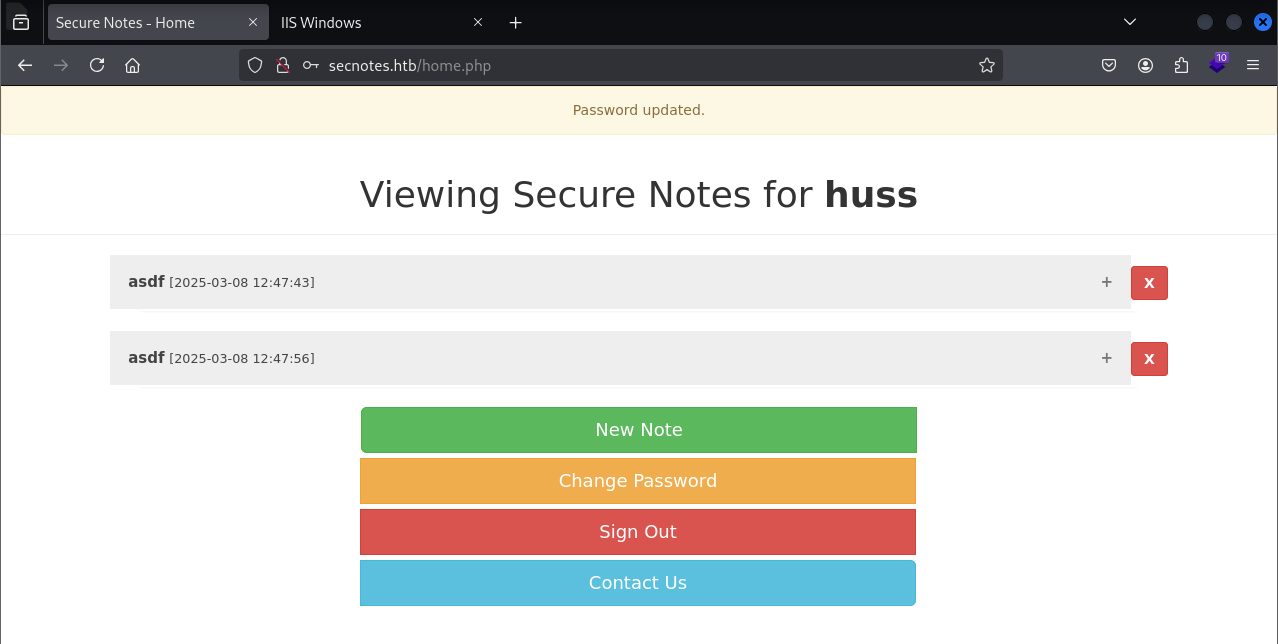 Secure Notes - Home
IIS Windows
secnotes.htb/home.php
10
Password updated.
Viewing Secure Notes for huss
asdf [2025-03-08 12:47:43] + X
asdf [2025-03-08 12:47:56] + X
New Note
Change Password
Sign Out
Contact Us